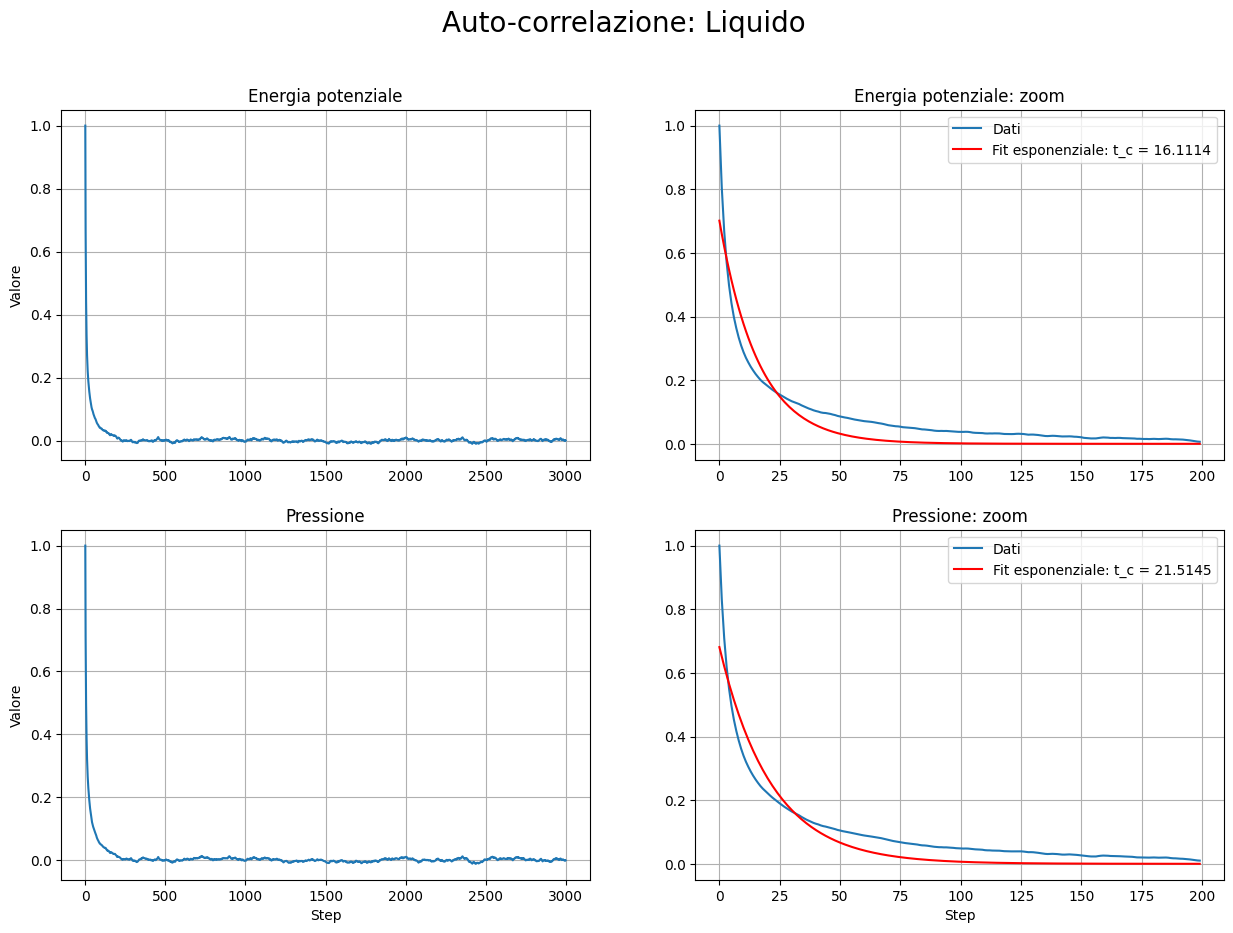 Auto-correlazione: Liquido
Energia potenziale
Valore
1.0
0.8
0.6
0.4
0.2
0.0
0 500 1000 1500 2000 2500 3000
Energia potenziale: zoom
Dati
Fit esponenziale: t_c = 16.1114
1.0
0.8
0.6
0.4
0.2
0.0
0 25 50 75 100 125 150 175 200
Pressione
Valore
1.0
0.8
0.6
0.4
0.2
0.0
0 500 1000 1500 2000 2500 3000
Step
Pressione: zoom
Dati
Fit esponenziale: t_c = 21.5145
1.0
0.8
0.6
0.4
0.2
0.0
0 25 50 75 100 125 150 175 200
Step